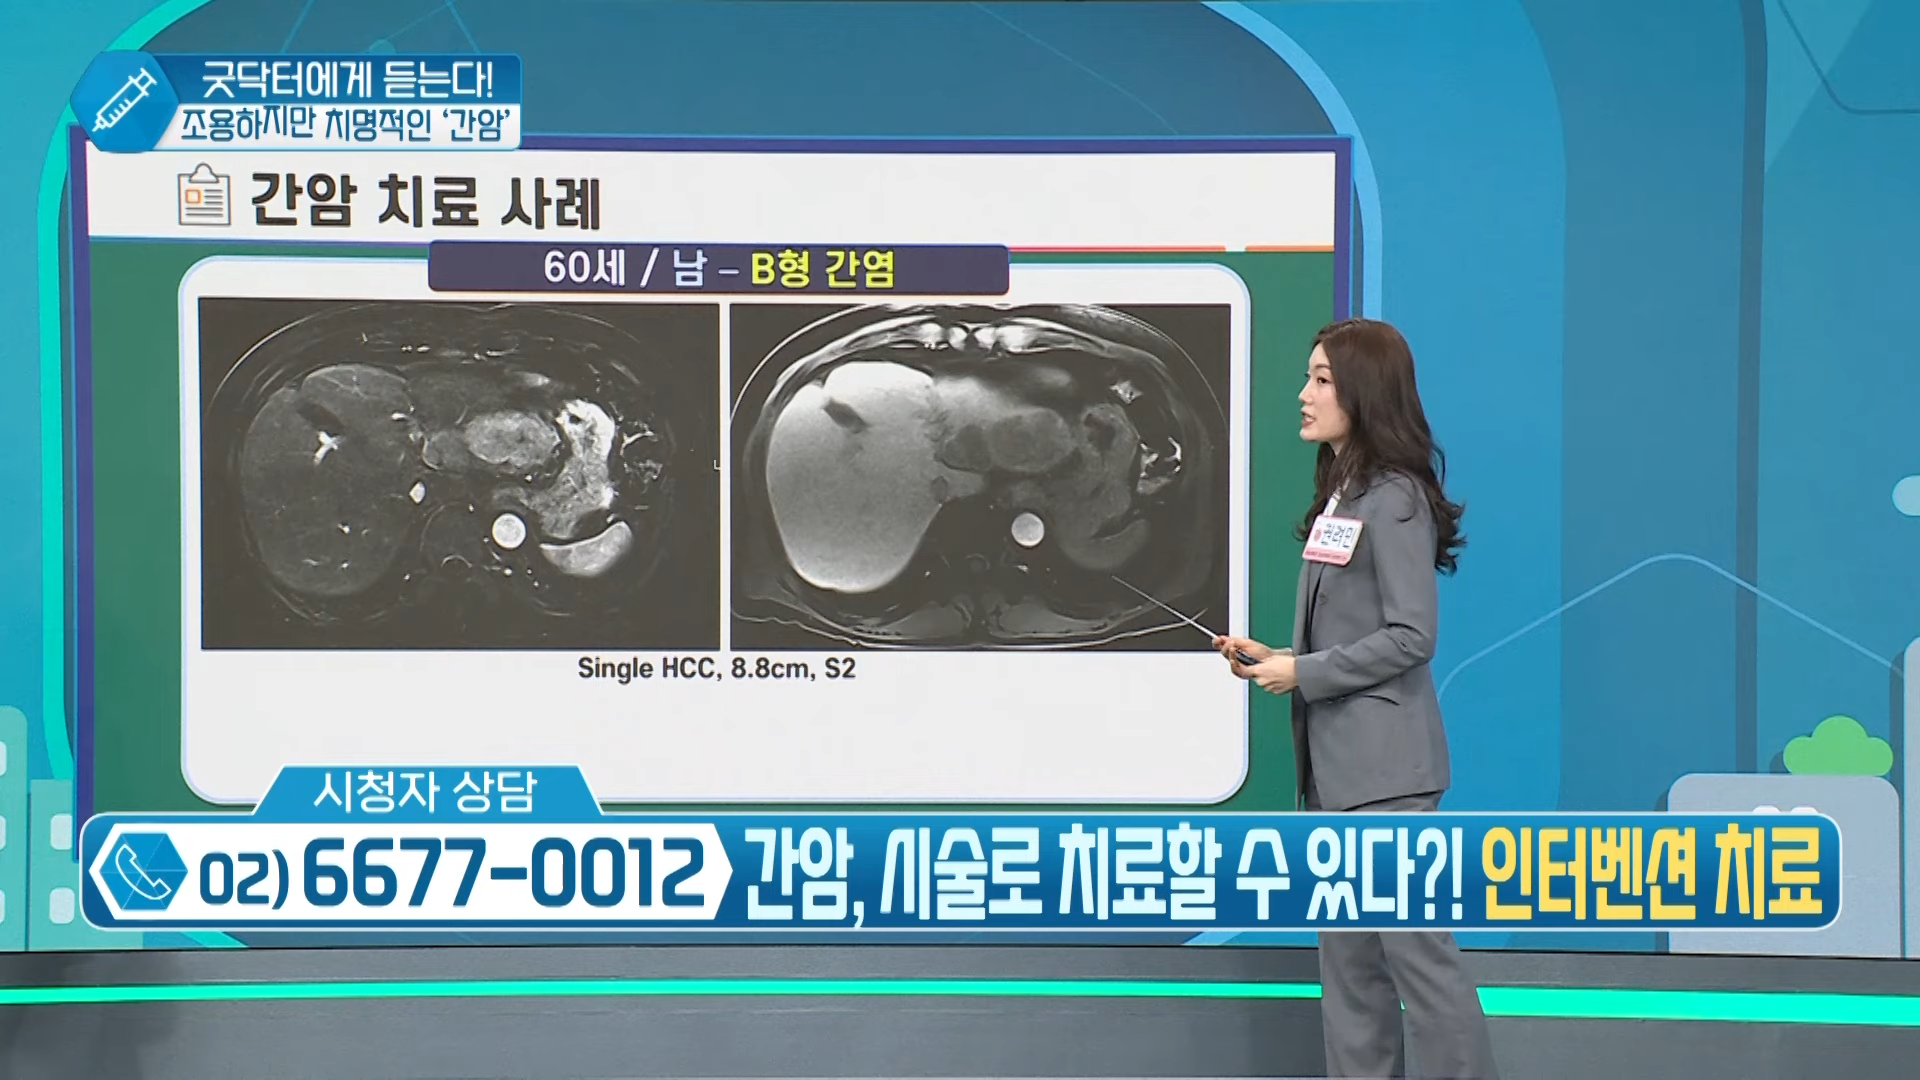 굿닥터에게 듣는다!
조용하지만 치명적인 '간암'
간암 치료 사례
60세 / 남 – B형 간염
Single HCC, 8.8cm, S2
권려민
시청자 상담
02) 6677-0012
간암, 시술로 치료할 수 있다?! 인터벤션 치료